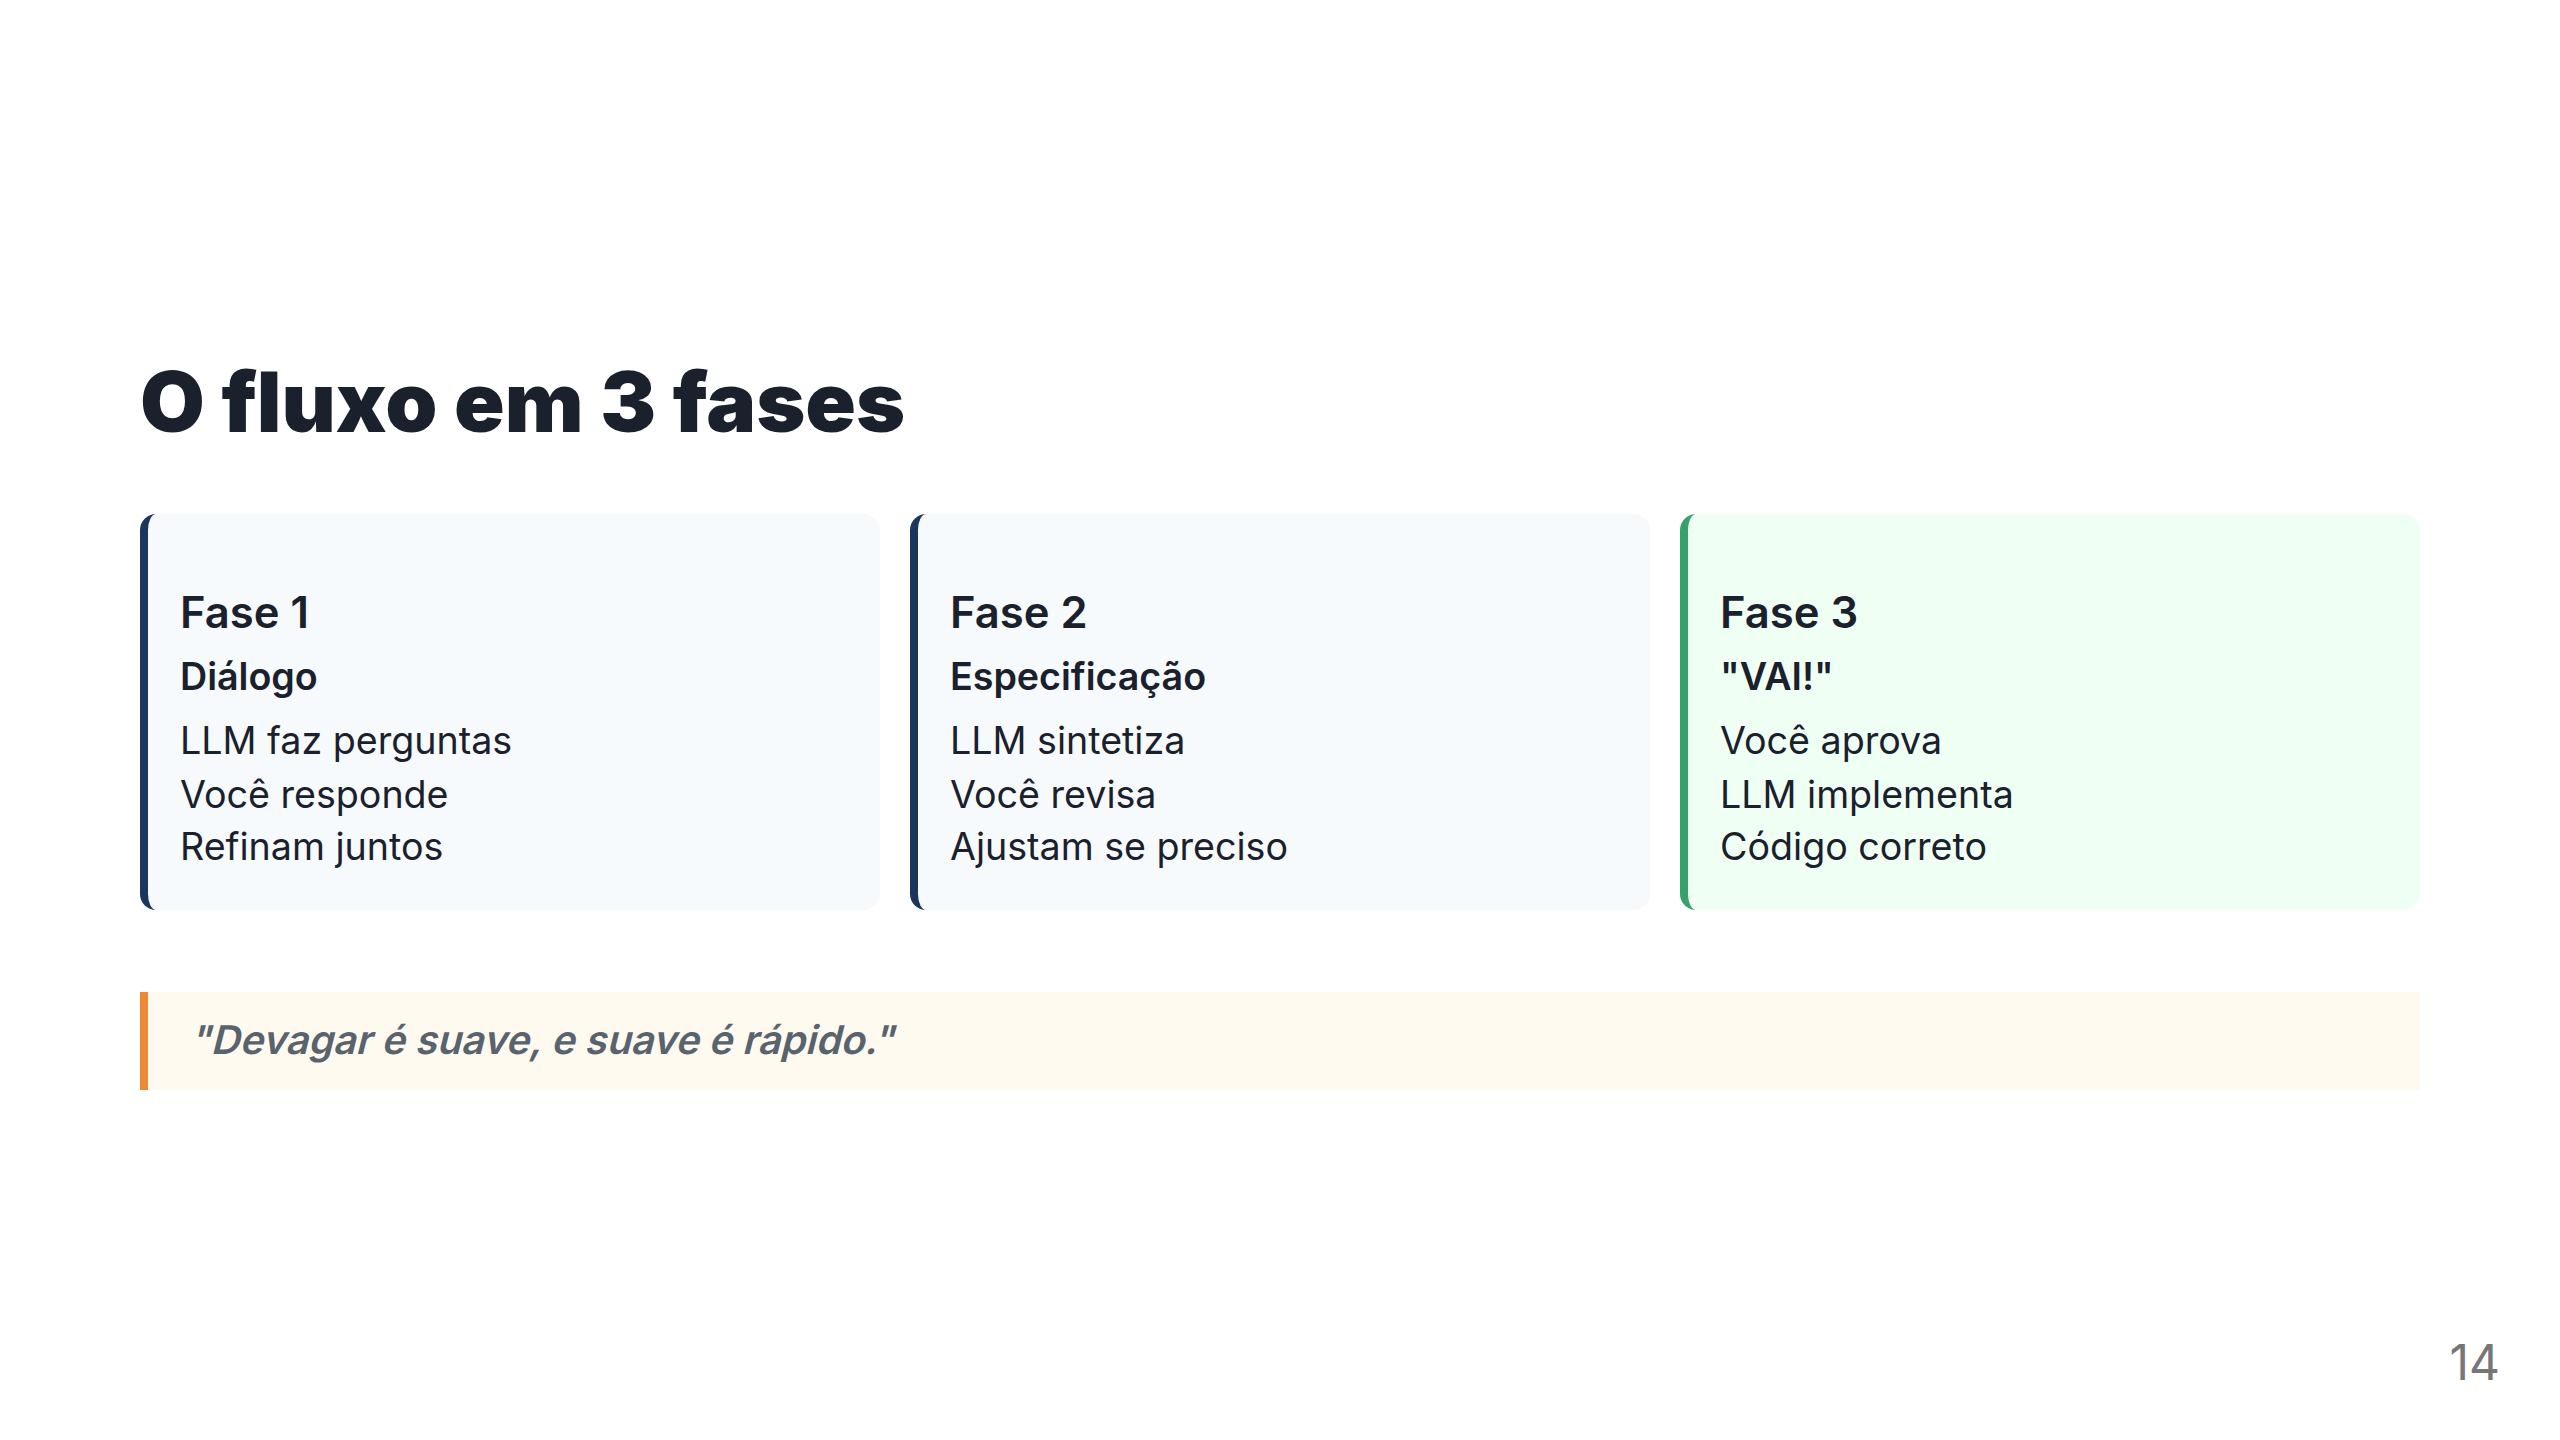 O fluxo em 3 fases
Fase 1
Diálogo
LLM faz perguntas
Você responde
Refinam juntos
Fase 2
Especificação
LLM sintetiza
Você revisa
Ajustam se preciso
Fase 3
"VAI!"
Você aprova
LLM implementa
Código correto
"Devagar é suave, e suave é rápido."
14